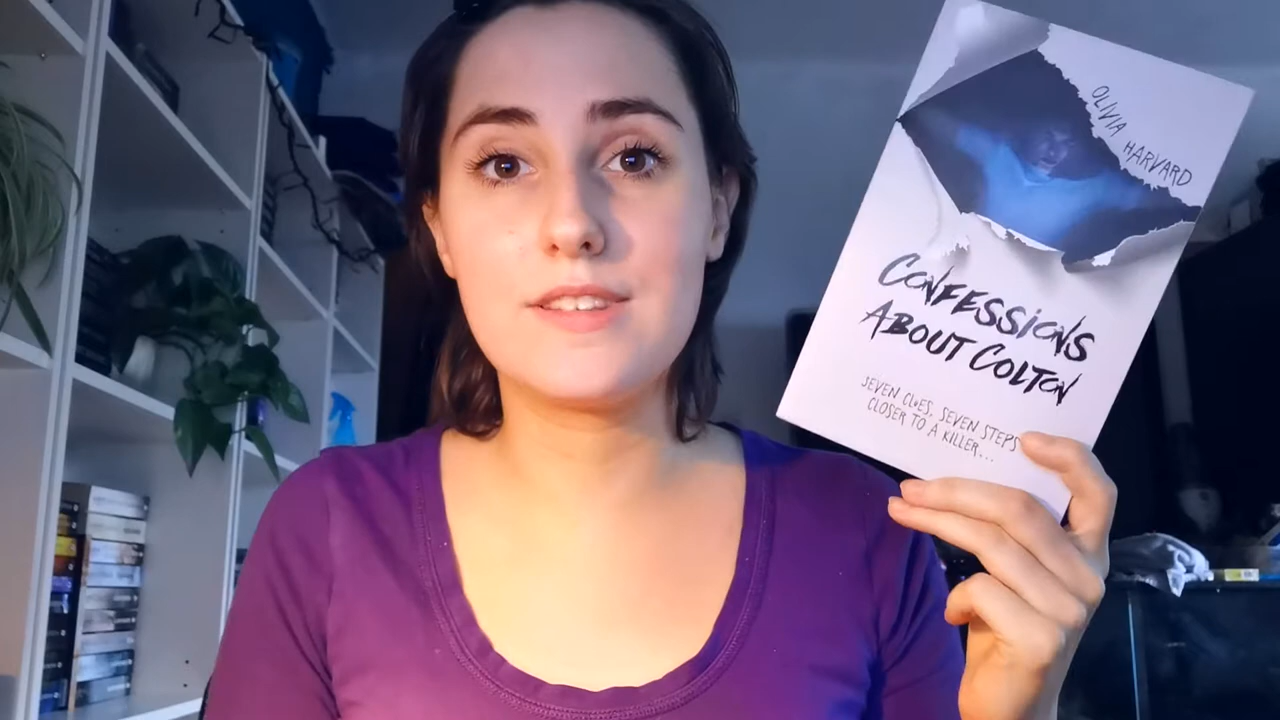 OLIVIA HARVARD
CONFESSIONS
ABOUT COLTON
SEVEN CLUES. SEVEN STEPS
CLOSER TO A KILLER...